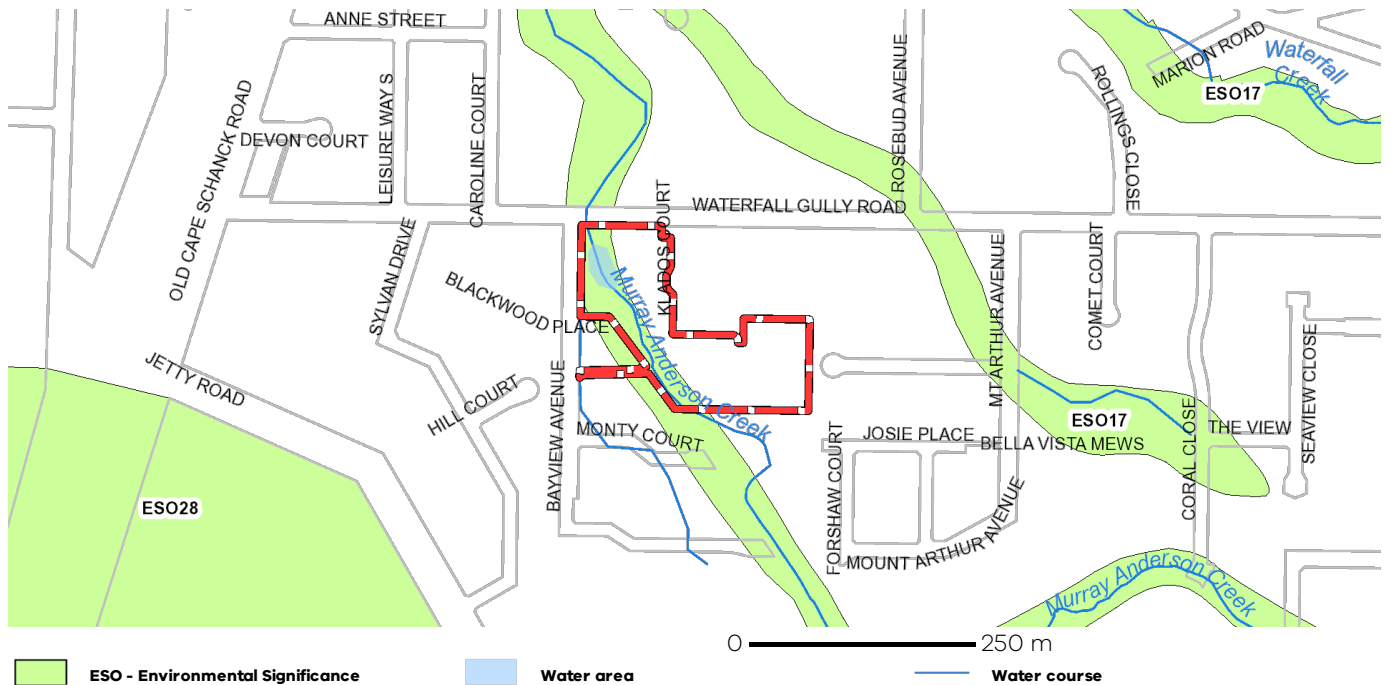 ANNE STREET
MARION ROAD
Waterfall
Creek
ESO17
ROLLINGS CLOSE
ROSEBUD AVENUE
OLD CAPE SCHANCK ROAD
LEISURE WAY S
CAROLINE COURT
DEVON COURT
WATERFALL GULLY ROAD
KLADOS COURT
SYLVAN DRIVE
BLACKWOOD PLACE
Murray Anderson Creek
MT ARTHUR AVENUE
COMET COURT
SEAVIEW CLOSE
JETTY ROAD
HILL COURT
BAYVIEW AVENUE
MONTY COURT
ESO17
CORAL CLOSE
THE VIEW
JOSIE PLACE
BELLA VISTA MEWS
FORSHAW COURT
ESO28
MOUNT ARTHUR AVENUE
Murray Anderson Creek
0 250 m
ESO - Environmental Significance
Water area
Water course